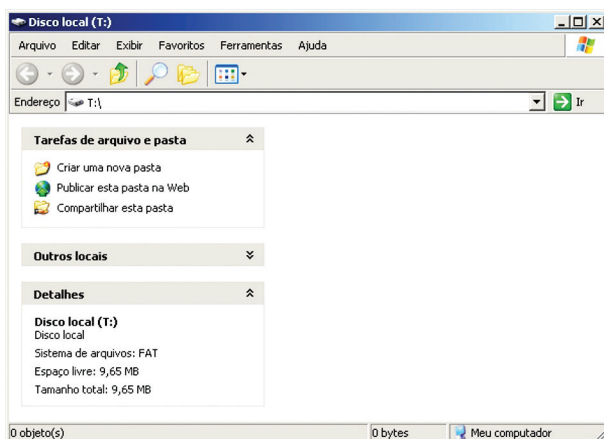 Disco local (T:)
Arquivo Editar Exibir Favoritos Ferramentas Ajuda
Endereço T:\ Ir
Tarefas de arquivo e pasta
Criar uma nova pasta
Publicar esta pasta na Web
Compartilhar esta pasta
Outros locais
Detalhes
Disco local (T:)
Disco local
Sistema de arquivos: FAT
Espaço livre: 9,65 MB
Tamanho total: 9,65 MB
0 objeto(s) 0 bytes Meu computador